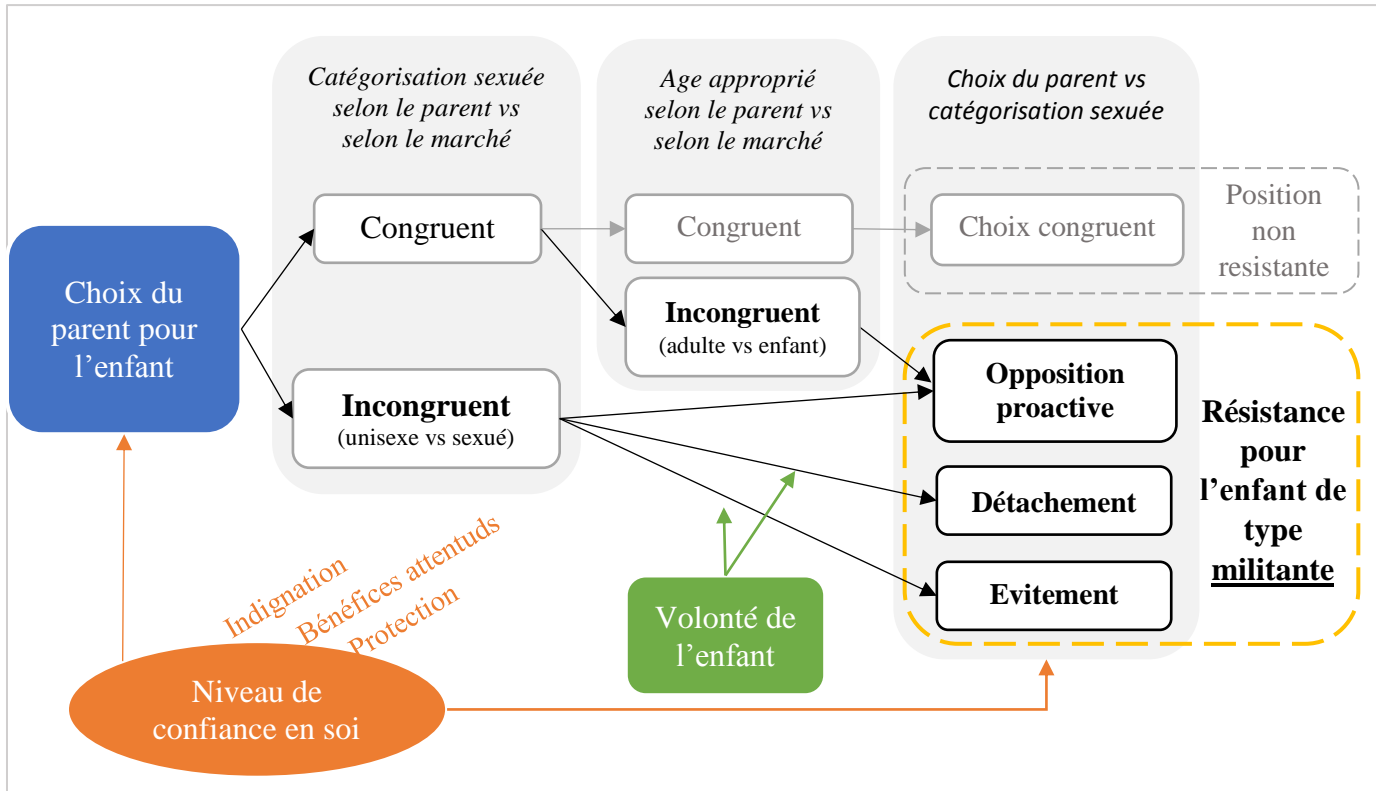 Catégorisation sexuée
selon le parent vs
selon le marché
Age approprié
selon le parent vs
selon le marché
Choix du parent vs
catégorisation sexuée
Congruent
Congruent
Choix congruent
Position
non
resistante
Choix du
parent pour
l’enfant
Incongruent
(adulte vs enfant)
Incongruent
(unisexe vs sexué)
Opposition
proactive
Détachement
Evitement
Résistance
pour
l’enfant de
type
militante
Indignation
Bénéfices attentuds
Protection
Volonté de
l’enfant
Niveau de
confiance en soi